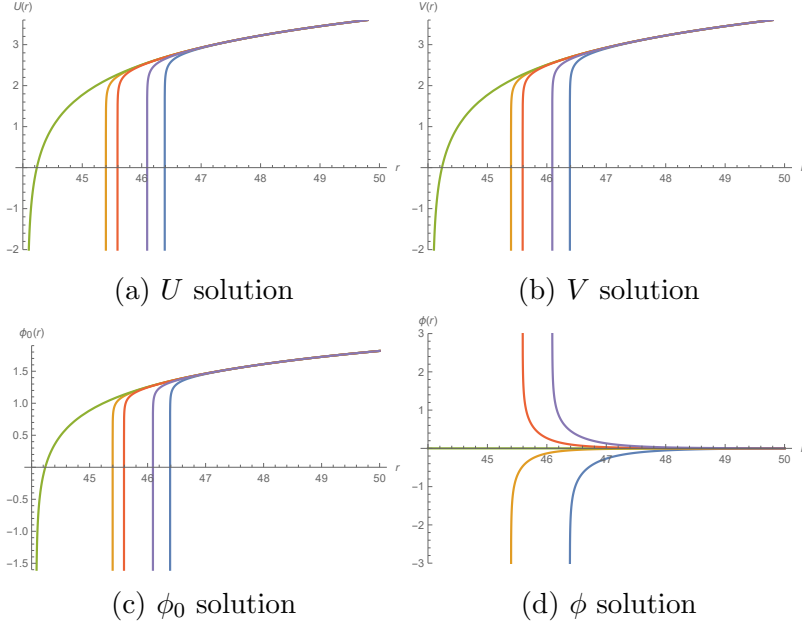 U(r)
3
2
1
-1
-2
45 46 47 48 49 50 r
(a) U solution
V(r)
3
2
1
-1
-2
45 46 47 48 49 50
(b) V solution
ϕ₀(r)
1.5
1.0
0.5
-0.5
-1.0
-1.5
45 46 47 48 49 50 r
(c) ϕ₀ solution
ϕ(r)
3
2
1
-1
-2
-3
45 46 47 48 49 50
(d) ϕ solution